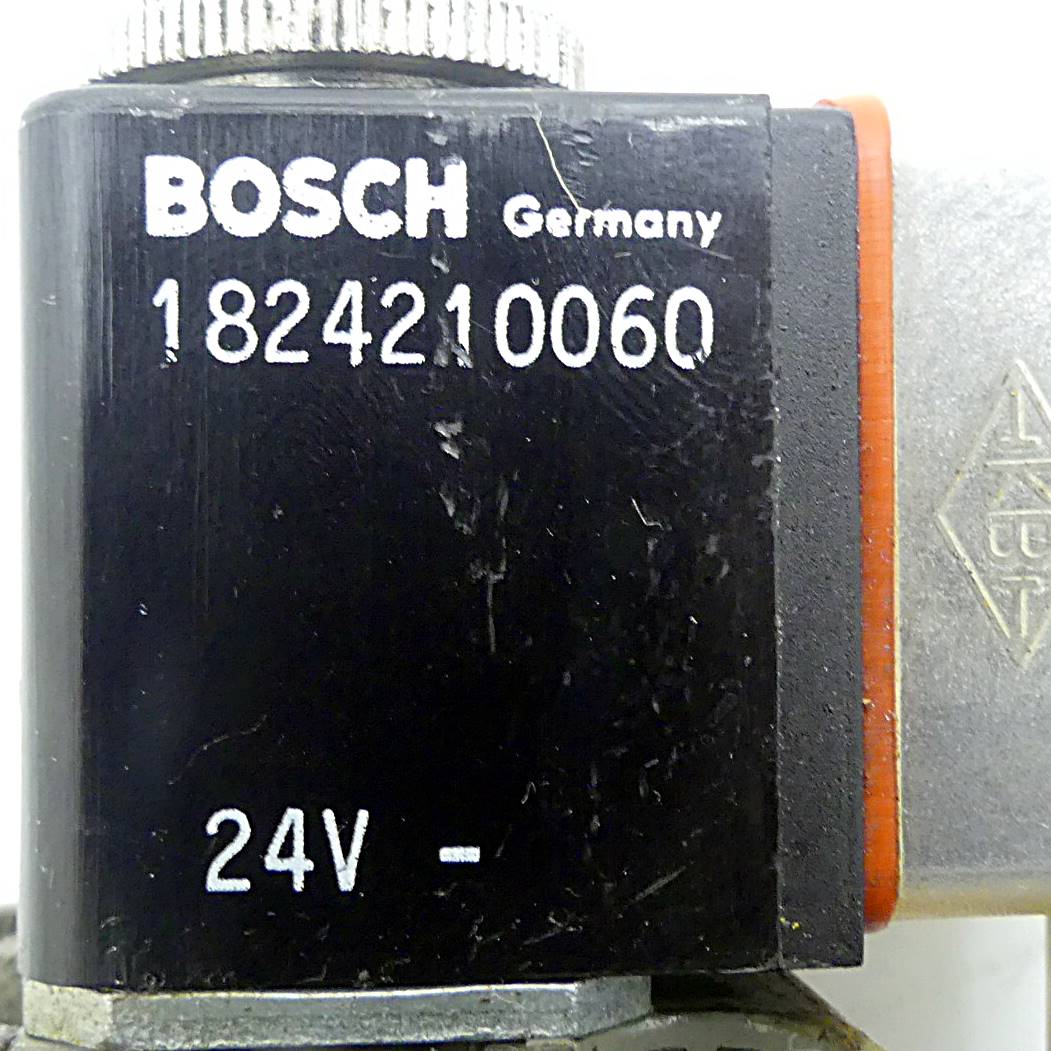 BOSCH Germany
1824210060
24V -